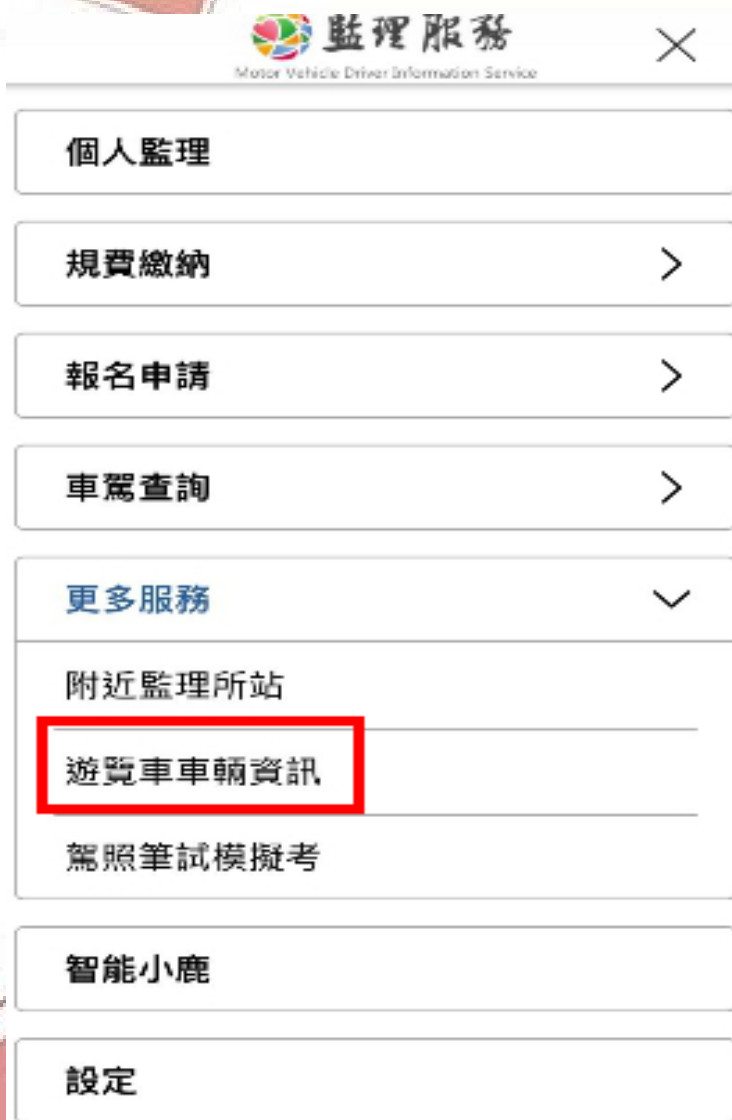 監理服務
Motor Vehicle Driver Information Service
個人監理
規費繳納
報名申請
車駕查詢
更多服務
附近監理所站
遊覽車車輛資訊
駕照筆試模擬考
智能小鹿
設定